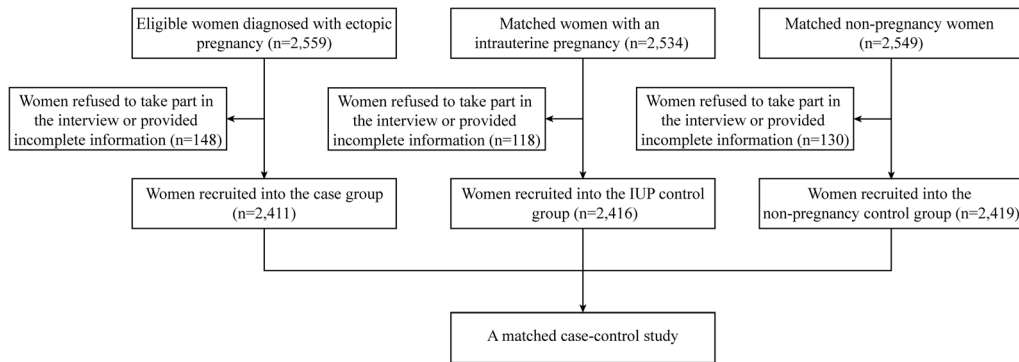 Eligible women diagnosed with ectopic
pregnancy (n=2,559)
Matched women with an
intrauterine pregnancy (n=2,534)
Matched non-pregnancy women
(n=2,549)
Women refused to take part in
the interview or provided
incomplete information (n=148)
Women refused to take part in
the interview or provided
incomplete information (n=118)
Women refused to take part in
the interview or provided
incomplete information (n=130)
Women recruited into the case group
(n=2,411)
Women recruited into the IUP control
group (n=2,416)
Women recruited into the
non-pregnancy control group (n=2,419)
A matched case-control study